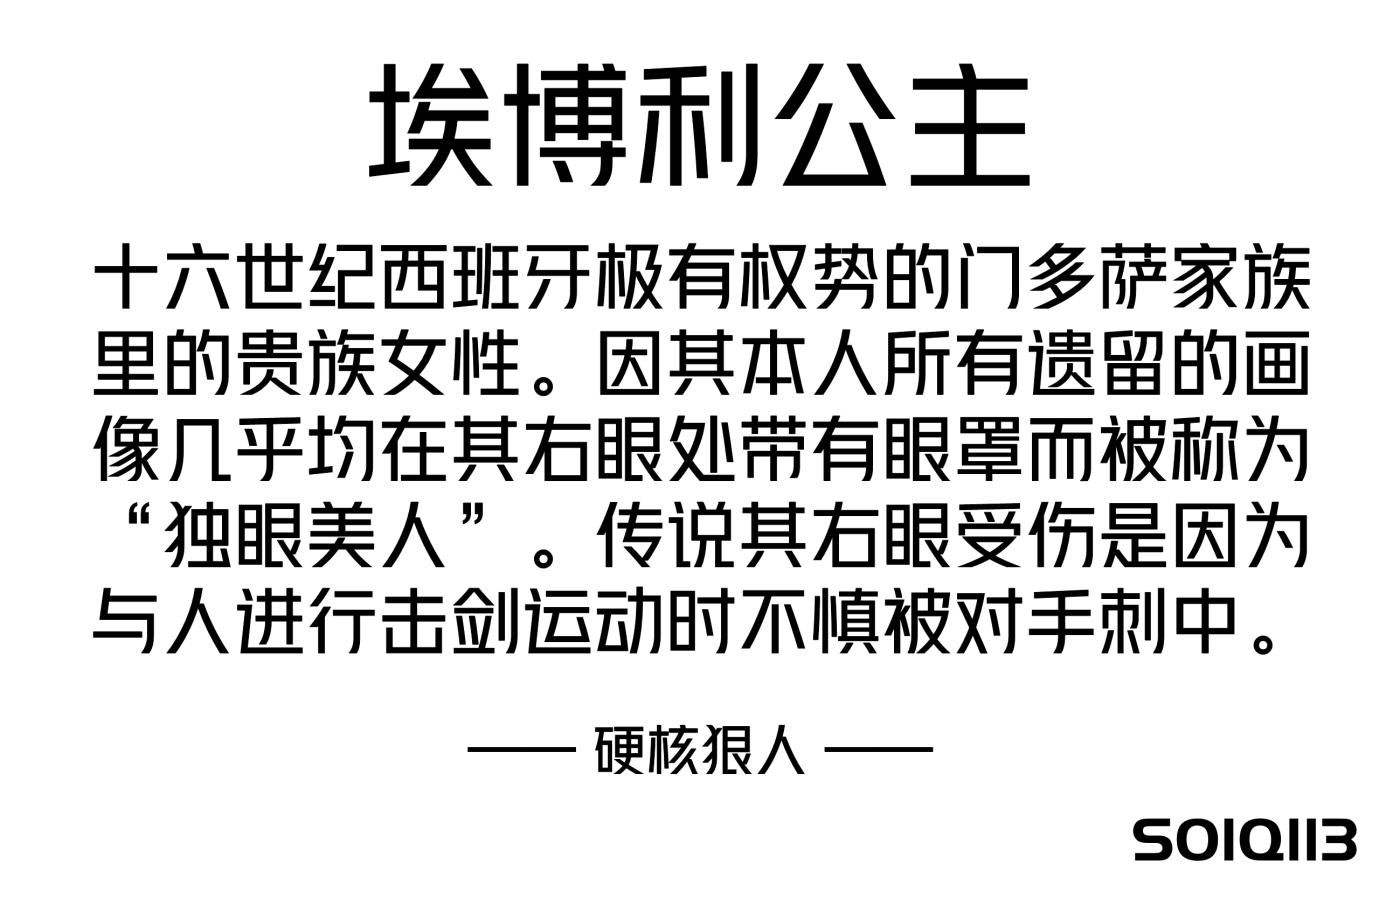 埃博利公主
十六世纪西班牙极有权势的门多萨家族
里的贵族女性。因其本人所有遗留的画
像几乎均在其右眼处带有眼罩而被称为
“独眼美人”。传说其右眼受伤是因为
与人进行击剑运动时不慎被对手刺中。
—— 硬核狠人 ——
S01Q113